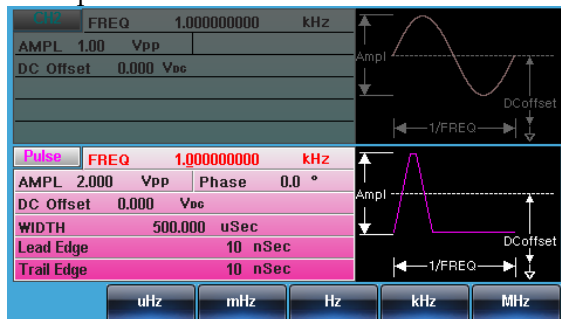 CH2 FREQ 1.000000000 kHz
AMPL 1.00 Vpp
DC Offset 0.000 VDC
Ampl
DCoffset
1/FREQ
Pulse FREQ 1.000000000 kHz
AMPL 2.000 Vpp Phase 0.0 °
DC Offset 0.000 VDC
WIDTH 500.000 uSec
Lead Edge 10 nSec
Trail Edge 10 nSec
Ampl
DCoffset
1/FREQ
uHz mHz Hz kHz MHz